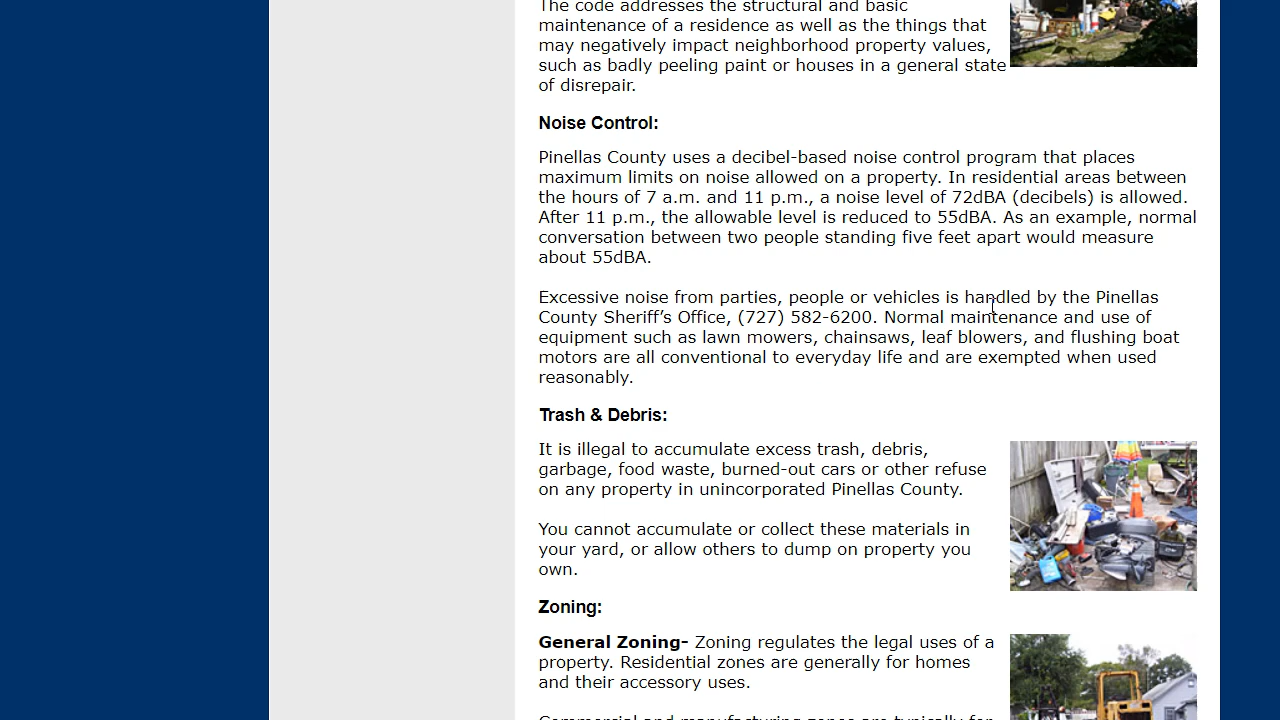 The code addresses the structural and basic
maintenance of a residence as well as the things that
may negatively impact neighborhood property values,
such as badly peeling paint or houses in a general state
of disrepair.
Noise Control:
Pinellas County uses a decibel-based noise control program that places
maximum limits on noise allowed on a property. In residential areas between
the hours of 7 a.m. and 11 p.m., a noise level of 72dBA (decibels) is allowed.
After 11 p.m., the allowable level is reduced to 55dBA. As an example, normal
conversation between two people standing five feet apart would measure
about 55dBA.
Excessive noise from parties, people or vehicles is handled by the Pinellas
County Sheriff’s Office, (727) 582-6200. Normal maintenance and use of
equipment such as lawn mowers, chainsaws, leaf blowers, and flushing boat
motors are all conventional to everyday life and are exempted when used
reasonably.
Trash & Debris:
It is illegal to accumulate excess trash, debris,
garbage, food waste, burned-out cars or other refuse
on any property in unincorporated Pinellas County.
You cannot accumulate or collect these materials in
your yard, or allow others to dump on property you
own.
Zoning:
General Zoning- Zoning regulates the legal uses of a
property. Residential zones are generally for homes
and their accessory uses.
Commercial and manufacturing zones are typically for